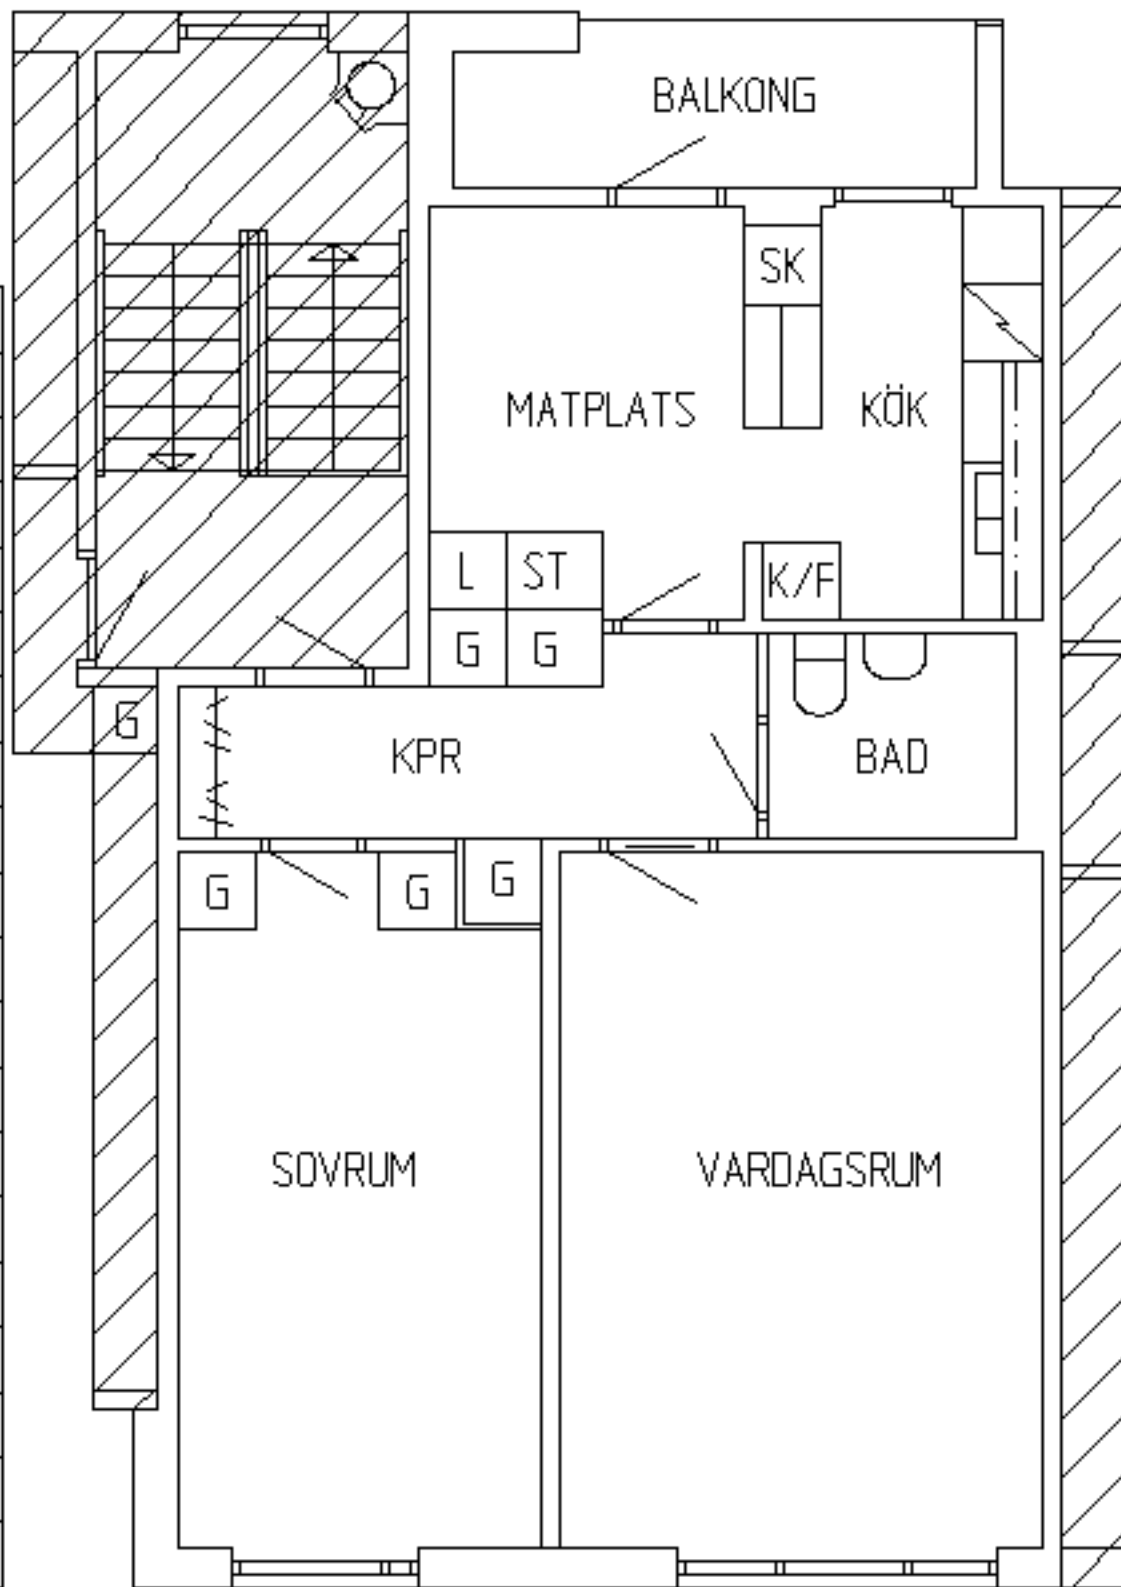 BALKONG
SK
MATPLATS
KÖK
L
ST
K/F
G
G
G
KPR
BAD
G
G
G
SOVRUM
VARDAGSRUM